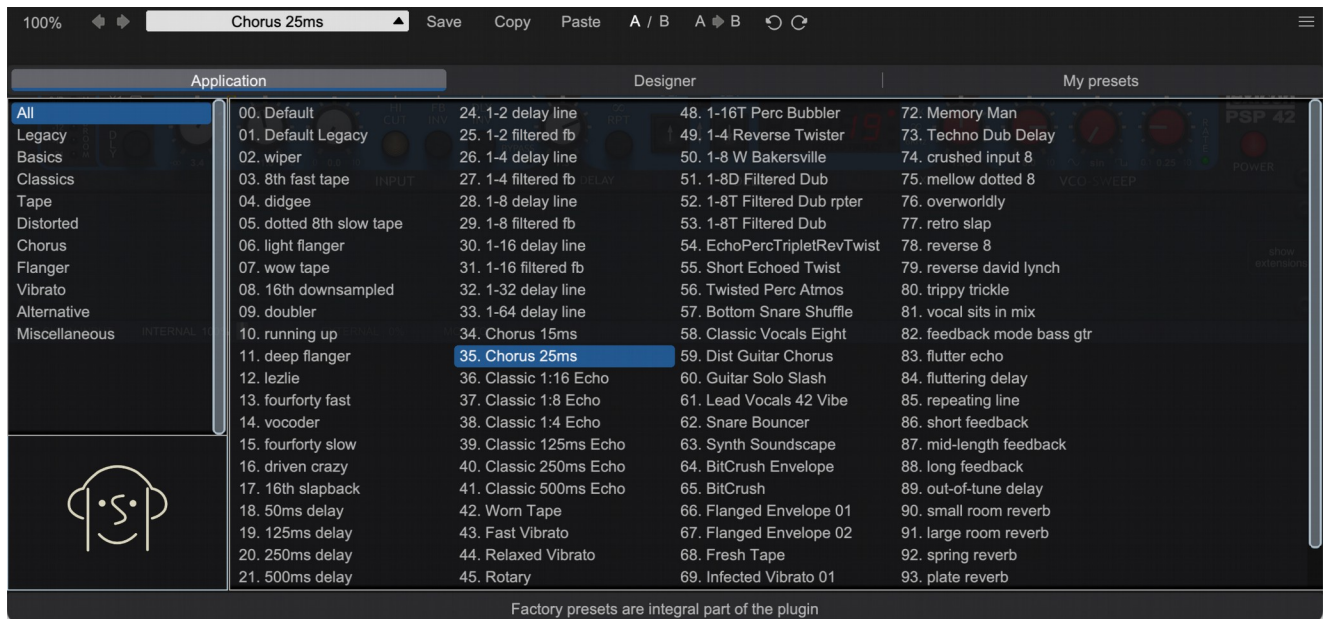 100% Chorus 25ms Save Copy Paste A / B A B
Application Designer My presets
All
Legacy
Basics
Classics
Tape
Distorted
Chorus
Flanger
Vibrato
Alternative
Miscellaneous
00. Default
01. Default Legacy
02. wiper
03. 8th fast tape
04. didgee
05. dotted 8th slow tape
06. light flanger
07. wow tape
08. 16th downsampled
09. doubler
10. running up
11. deep flanger
12. lezlie
13. fourforty fast
14. vocoder
15. fourforty slow
16. driven crazy
17. 16th slapback
18. 50ms delay
19. 125ms delay
20. 250ms delay
21. 500ms delay
24. 1-2 delay line
25. 1-2 filtered fb
26. 1-4 delay line
27. 1-4 filtered fb
28. 1-8 delay line
29. 1-8 filtered fb
30. 1-16 delay line
31. 1-16 filtered fb
32. 1-32 delay line
33. 1-64 delay line
34. Chorus 15ms
35. Chorus 25ms
36. Classic 1:16 Echo
37. Classic 1:8 Echo
38. Classic 1:4 Echo
39. Classic 125ms Echo
40. Classic 250ms Echo
41. Classic 500ms Echo
42. Worn Tape
43. Fast Vibrato
44. Relaxed Vibrato
45. Rotary
48. 1-16T Perc Bubbler
49. 1-4 Reverse Twister
50. 1-8 W Bakersville
51. 1-8D Filtered Dub
52. 1-8T Filtered Dub rpter
53. 1-8T Filtered Dub
54. EchoPercTripletRevTwist
55. Short Echoed Twist
56. Twisted Perc Atmos
57. Bottom Snare Shuffle
58. Classic Vocals Eight
59. Dist Guitar Chorus
60. Guitar Solo Slash
61. Lead Vocals 42 Vibe
62. Snare Bouncer
63. Synth Soundscape
64. BitCrush Envelope
65. BitCrush
66. Flanged Envelope 01
67. Flanged Envelope 02
68. Fresh Tape
69. Infected Vibrato 01
72. Memory Man
73. Techno Dub Delay
74. crushed input 8
75. mellow dotted 8
76. overworldly
77. retro slap
78. reverse 8
79. reverse david lynch
80. trippy trickle
81. vocal sits in mix
82. feedback mode bass gtr
83. flutter echo
84. fluttering delay
85. repeating line
86. short feedback
87. mid-length feedback
88. long feedback
89. out-of-tune delay
90. small room reverb
91. large room reverb
92. spring reverb
93. plate reverb
PSP 42
POWER
INPUT
DELAY
VCO SWEEP
show
extensions
Factory presets are integral part of the plugin